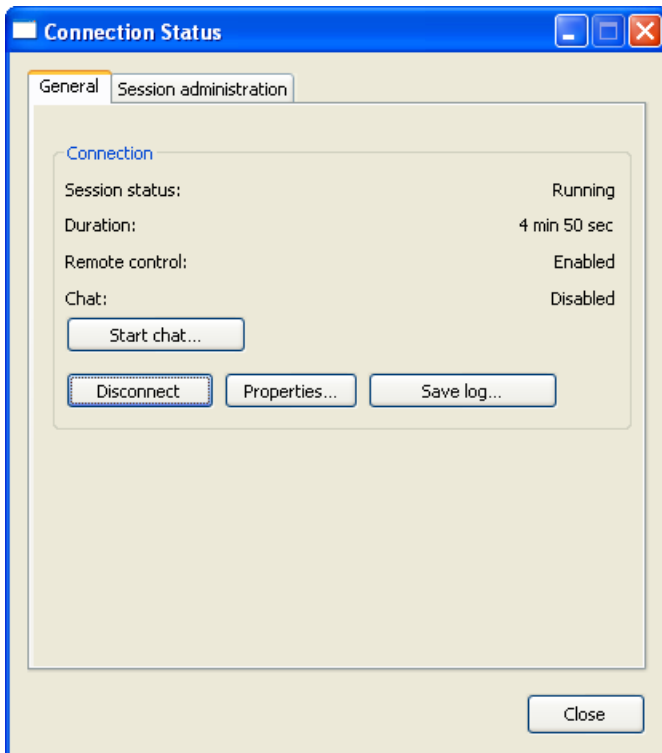 Connection Status
General Session administration
Connection
Session status: Running
Duration: 4 min 50 sec
Remote control: Enabled
Chat: Disabled
Start chat...
Disconnect Properties... Save log...
Close